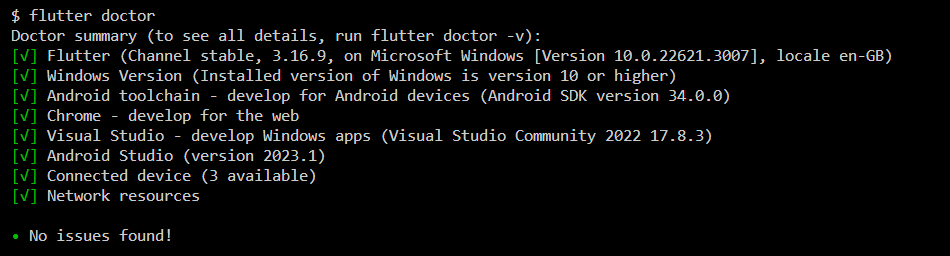 $ flutter doctor
Doctor summary (to see all details, run flutter doctor -v):
[√] Flutter (Channel stable, 3.16.9, on Microsoft Windows [Version 10.0.22621.3007], locale en-GB)
[√] Windows Version (Installed version of Windows is version 10 or higher)
[√] Android toolchain - develop for Android devices (Android SDK version 34.0.0)
[√] Chrome - develop for the web
[√] Visual Studio - develop Windows apps (Visual Studio Community 2022 17.8.3)
[√] Android Studio (version 2023.1)
[√] Connected device (3 available)
[√] Network resources
• No issues found!